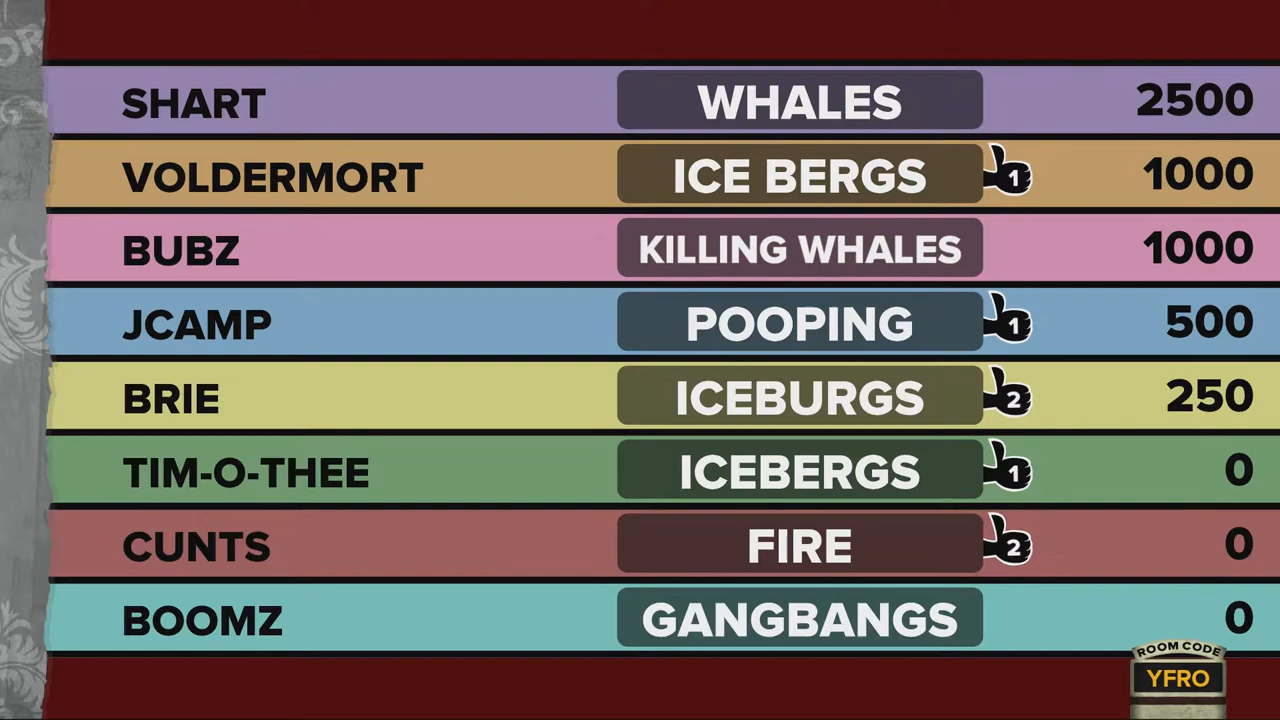 SHART WHALES 2500
VOLDERMORT ICE BERGS 1 1000
BUBZ KILLING WHALES 1000
JCAMP POOPING 1 500
BRIE ICEBURGS 2 250
TIM-O-THEE ICEBERGS 1 0
CUNTS FIRE 2 0
BOOMZ GANGBANGS 0
ROOM CODE
YFRO